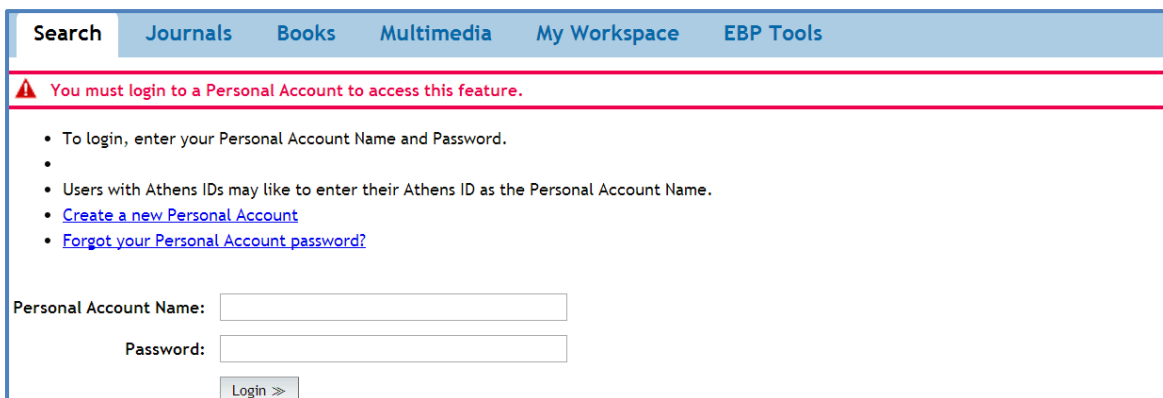 Search Journals Books Multimedia My Workspace EBP Tools
You must login to a Personal Account to access this feature.
• To login, enter your Personal Account Name and Password.
•
• Users with Athens IDs may like to enter their Athens ID as the Personal Account Name.
• Create a new Personal Account
• Forgot your Personal Account password?
Personal Account Name:
Password:
Login ≫